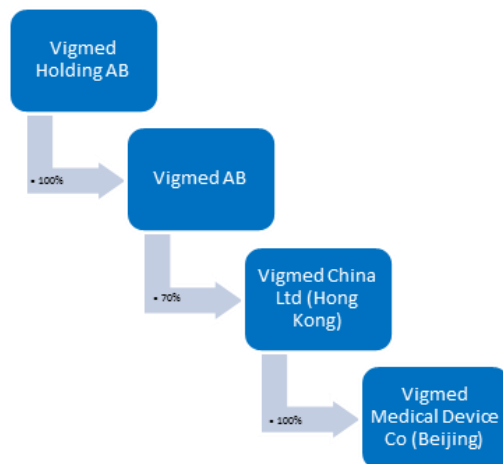 Vigmed
Holding AB
• 100%
Vigmed AB
• 70%
Vigmed China
Ltd (Hong
Kong)
• 100%
Vigmed
Medical Device
Co (Beijing)